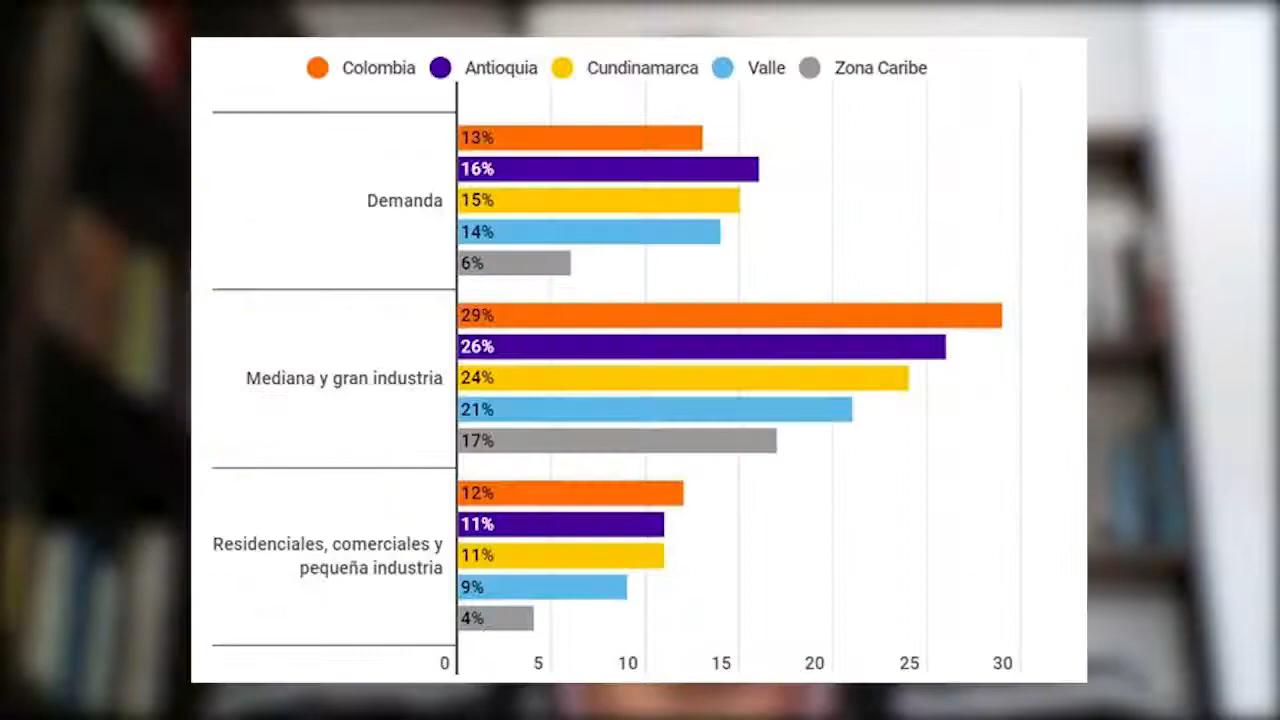 Colombia Antioquia Cundinamarca Valle Zona Caribe
Demanda
13%
16%
15%
14%
6%
Mediana y gran industria
29%
26%
24%
21%
17%
Residenciales, comerciales y
pequeña industria
12%
11%
11%
9%
4%
0 5 10 15 20 25 30